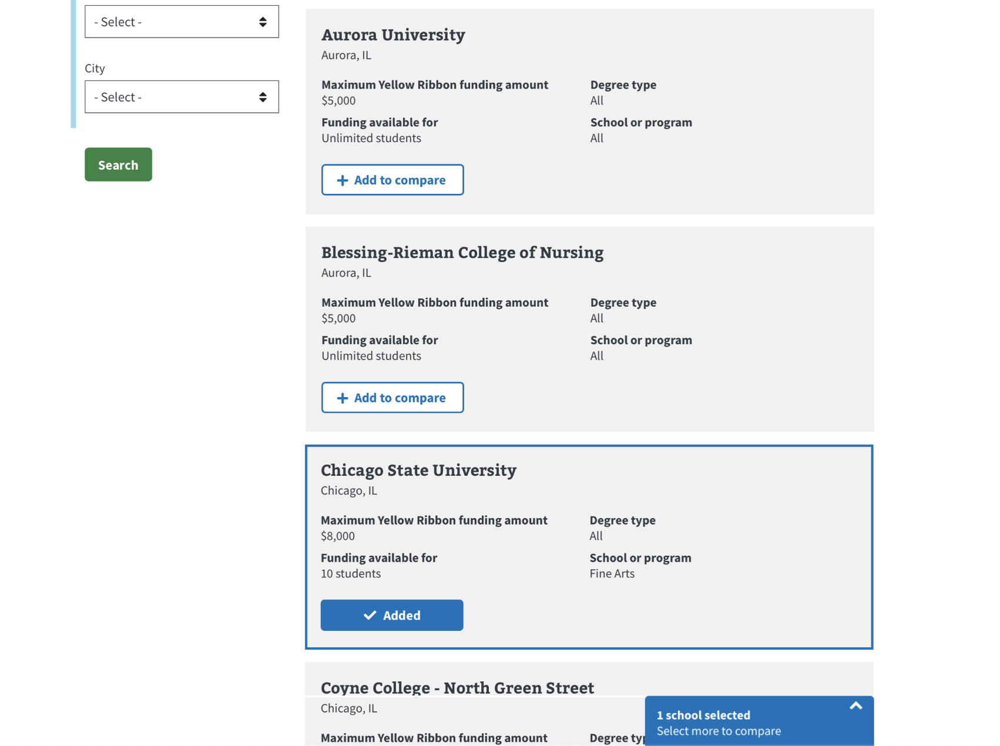 - Select -
City
- Select -
Search
Aurora University
Aurora, IL
Maximum Yellow Ribbon funding amount
$5,000
Funding available for
Unlimited students
Degree type
All
School or program
All
Add to compare
Blessing-Rieman College of Nursing
Aurora, IL
Maximum Yellow Ribbon funding amount
$5,000
Funding available for
Unlimited students
Degree type
All
School or program
All
Add to compare
Chicago State University
Chicago, IL
Maximum Yellow Ribbon funding amount
$8,000
Funding available for
10 students
Degree type
All
School or program
Fine Arts
Added
Coyne College - North Green Street
Chicago, IL
Maximum Yellow Ribbon funding amount
Degree typ
1 school selected
Select more to compare